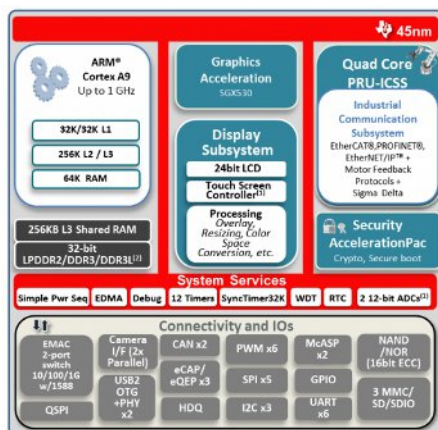 45nm
ARM®
Cortex A9
Up to 1 GHz
32K/32K L1
256K L2 / L3
64K RAM
256KB L3 Shared RAM
32-bit
LPDDR2/DDR3/DDR3L[2]
Graphics
Acceleration
SGX530
Display
Subsystem
24bit LCD
Touch Screen
Controller[1]
Processing
Overlay,
Resizing, Color
Space
Conversion, etc.
Quad Core
PRU-ICSS
Industrial
Communication
Subsystem
EtherCAT®,PROFINET®,
EtherNET/IP™ +
Motor Feedback
Protocols +
Sigma Delta
Security
AccelerationPac
Crypto, Secure boot
System Services
Simple Pwr Seq
EDMA
Debug
12 Timers
SyncTimer32K
WDT
RTC
2 12-bit ADCs[1]
Connectivity and IOs
EMAC
2-port
switch
10/100/1G
w/1588
QSPI
Camera
I/F (2x
Parallel)
USB2
OTG
+PHY
x2
CAN x2
eCAP/
eQEP x3
HDQ
PWM x6
SPI x5
I2C x3
McASP
x2
GPIO
UART
x6
NAND
/NOR
(16bit ECC)
3 MMC/
SD/SDIO